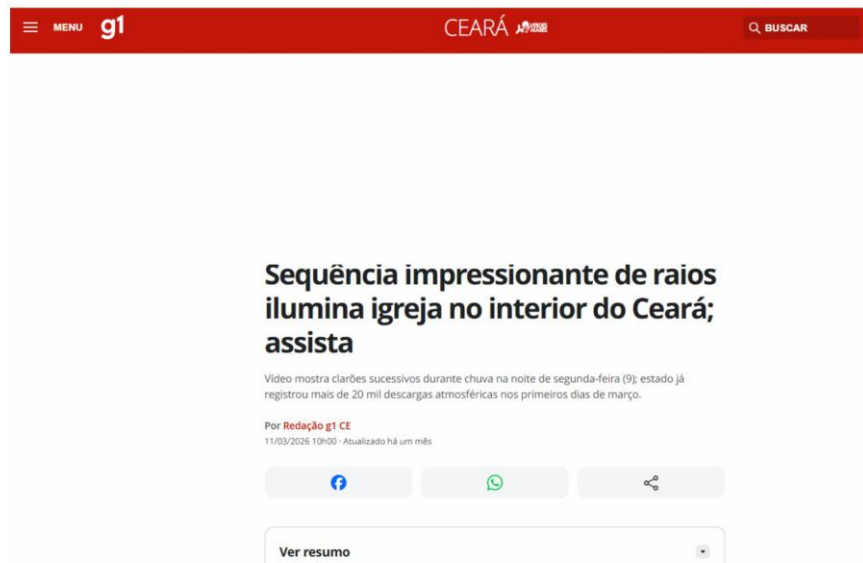 MENU g1 CEARÁ BUSCAR
Sequência impressionante de raios
ilumina igreja no interior do Ceará;
assista
Vídeo mostra clarões sucessivos durante chuva na noite de segunda-feira (9); estado já
registrou mais de 20 mil descargas atmosféricas nos primeiros dias de março.
Por Redação g1 CE
11/03/2026 10h00 · Atualizado há um mês
Ver resumo